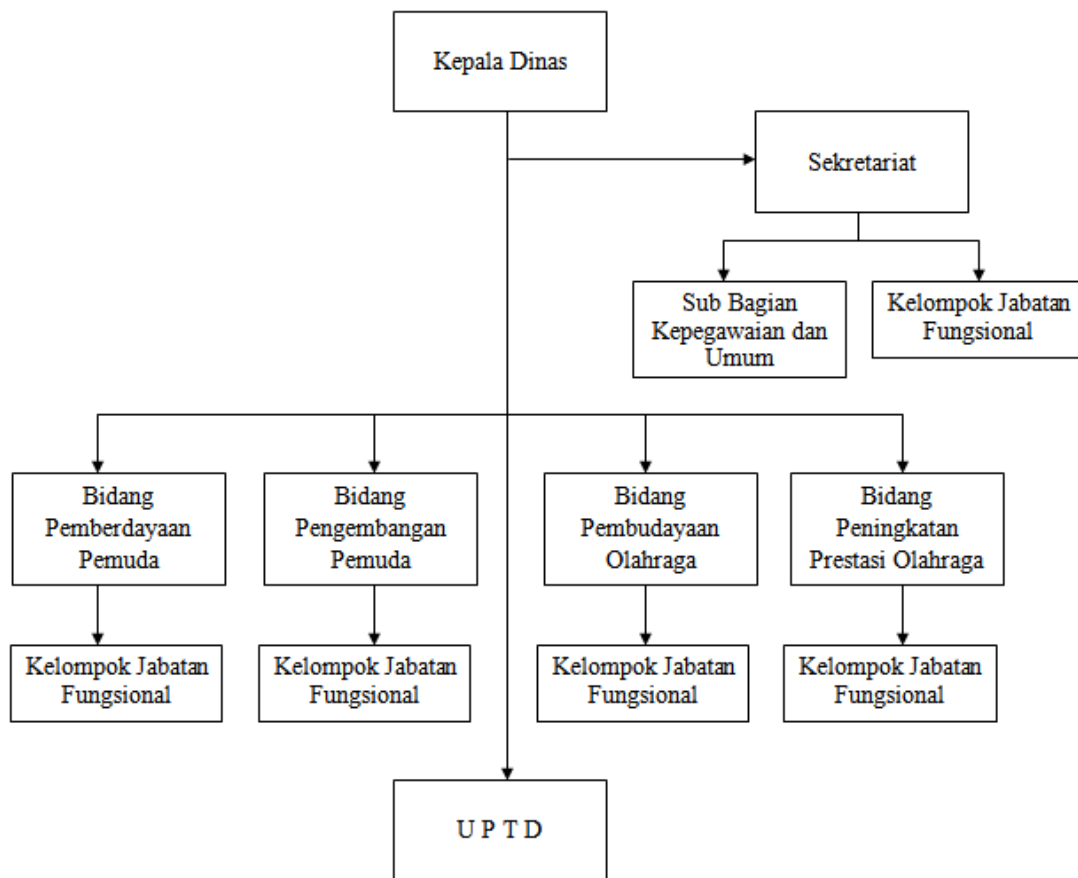 Kepala Dinas
Sekretariat
Sub Bagian
Kepegawaian dan
Umum
Kelompok Jabatan
Fungsional
Bidang
Pemberdayaan
Pemuda
Bidang
Pengembangan
Pemuda
Bidang
Pembudayaan
Olahraga
Bidang
Peningkatan
Prestasi Olahraga
Kelompok Jabatan
Fungsional
Kelompok Jabatan
Fungsional
Kelompok Jabatan
Fungsional
Kelompok Jabatan
Fungsional
U P T D